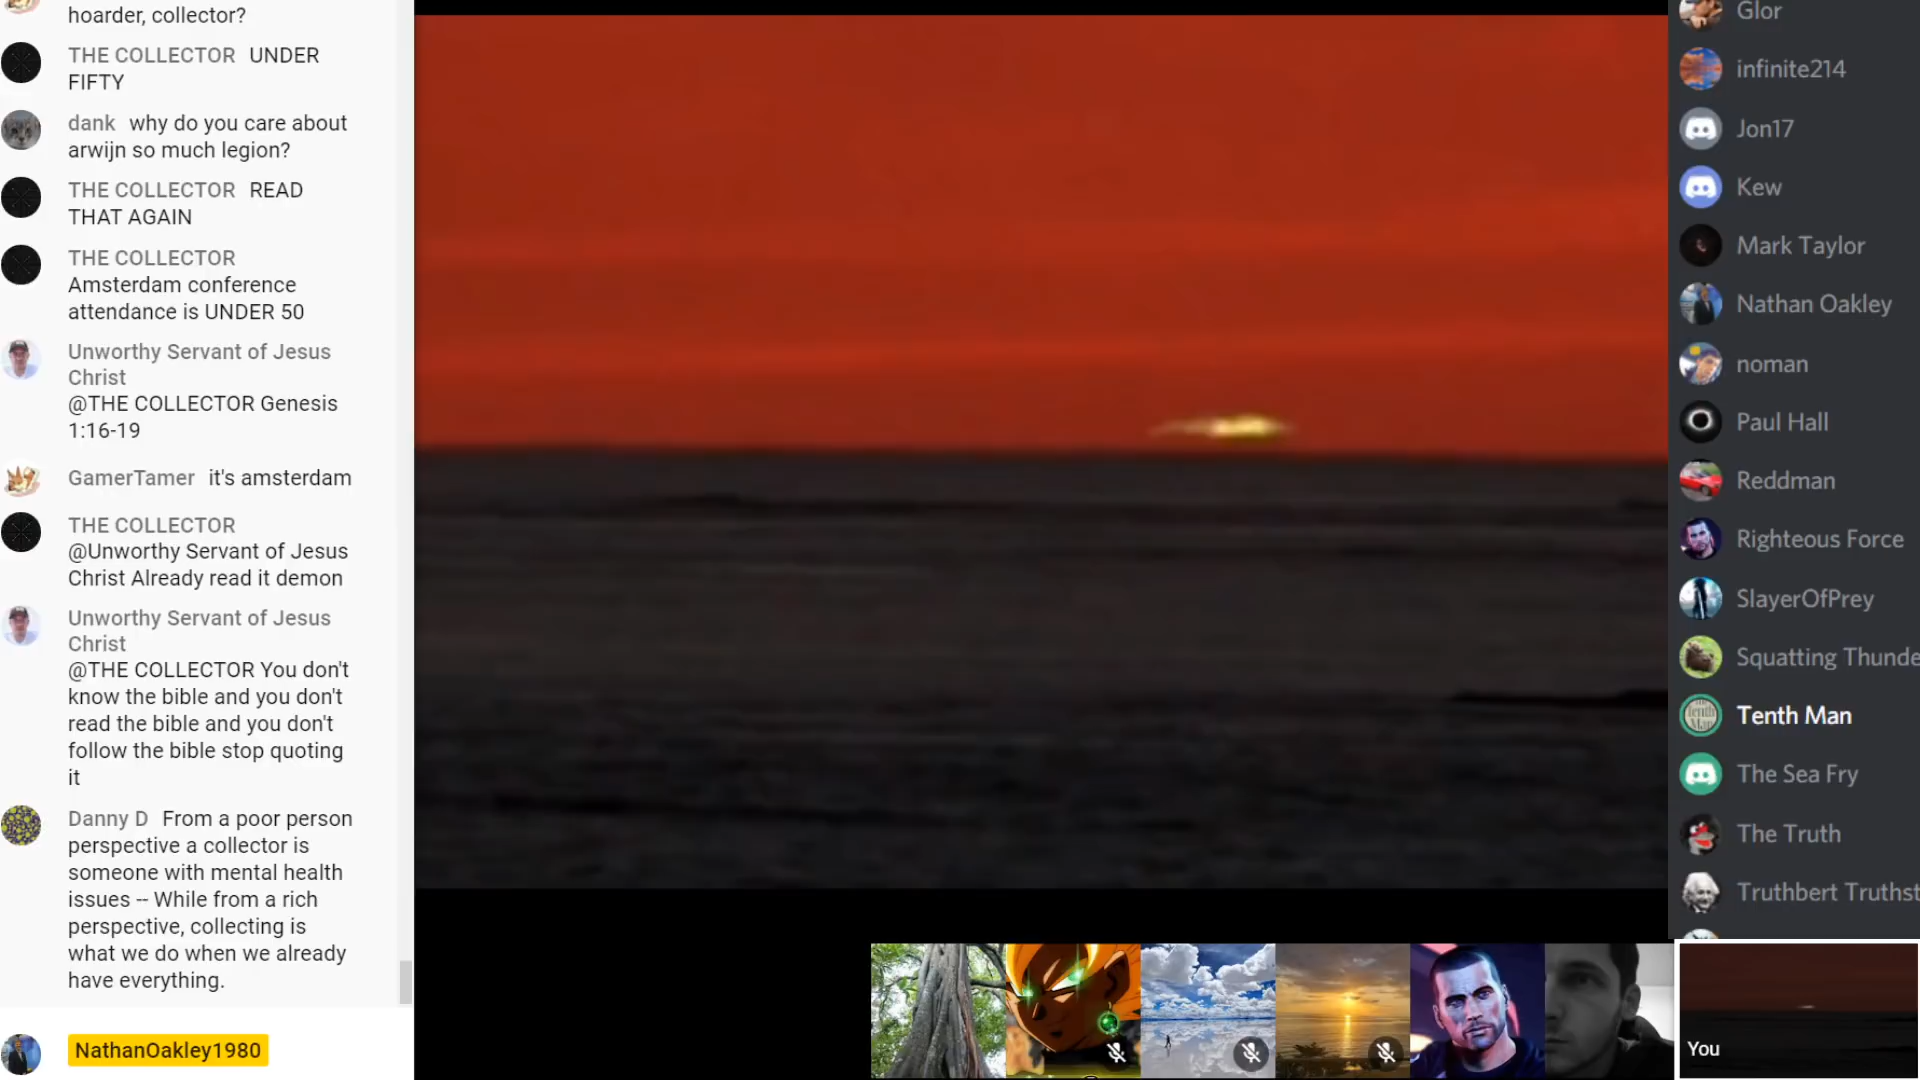 hoarder, collector?
THE COLLECTOR UNDER
FIFTY
dank why do you care about
arwijn so much legion?
THE COLLECTOR READ
THAT AGAIN
THE COLLECTOR
Amsterdam conference
attendance is UNDER 50
Unworthy Servant of Jesus
Christ
@THE COLLECTOR Genesis
1:16-19
GamerTamer it's amsterdam
THE COLLECTOR
@Unworthy Servant of Jesus
Christ Already read it demon
Unworthy Servant of Jesus
Christ
@THE COLLECTOR You don't
know the bible and you don't
read the bible and you don't
follow the bible stop quoting
it
Danny D From a poor person
perspective a collector is
someone with mental health
issues -- While from a rich
perspective, collecting is
what we do when we already
have everything.
NathanOakley1980
Glor
infinite214
Jon17
Kew
Mark Taylor
Nathan Oakley
noman
Paul Hall
Reddman
Righteous Force
SlayerOfPrey
Squatting Thunde
Tenth Man
The Sea Fry
The Truth
Truthbert Truthst
You